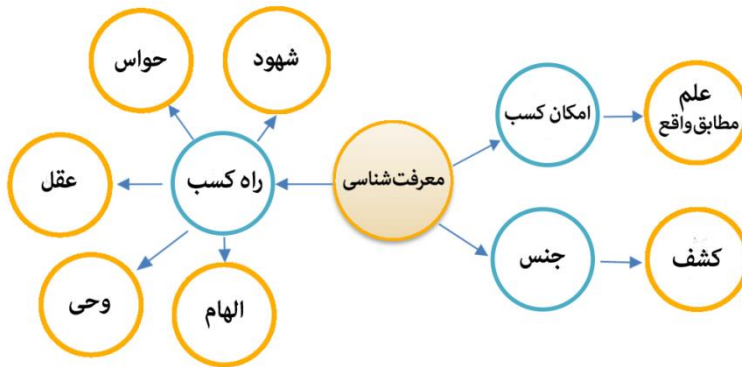 شهود
حواس
علم
مطابق واقع
امکان کسب
معرفت‌شناسی
راه کسب
عقل
کشف
جنس
وحی
الهام